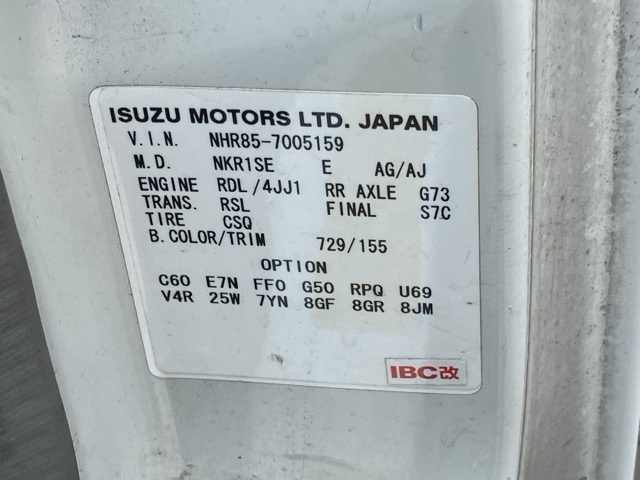 ISUZU MOTORS LTD. JAPAN
V.I.N. NHR85-7005159
M.D. NKR1SE E AG/AJ
ENGINE RDL/4JJ1 RR AXLE G73
TRANS. RSL FINAL S7C
TIRE CSQ
B.COLOR/TRIM 729/155
OPTION
C60 E7N FF0 G50 RPQ U69
V4R 25W 7YN 8GF 8GR 8JM
IBC改